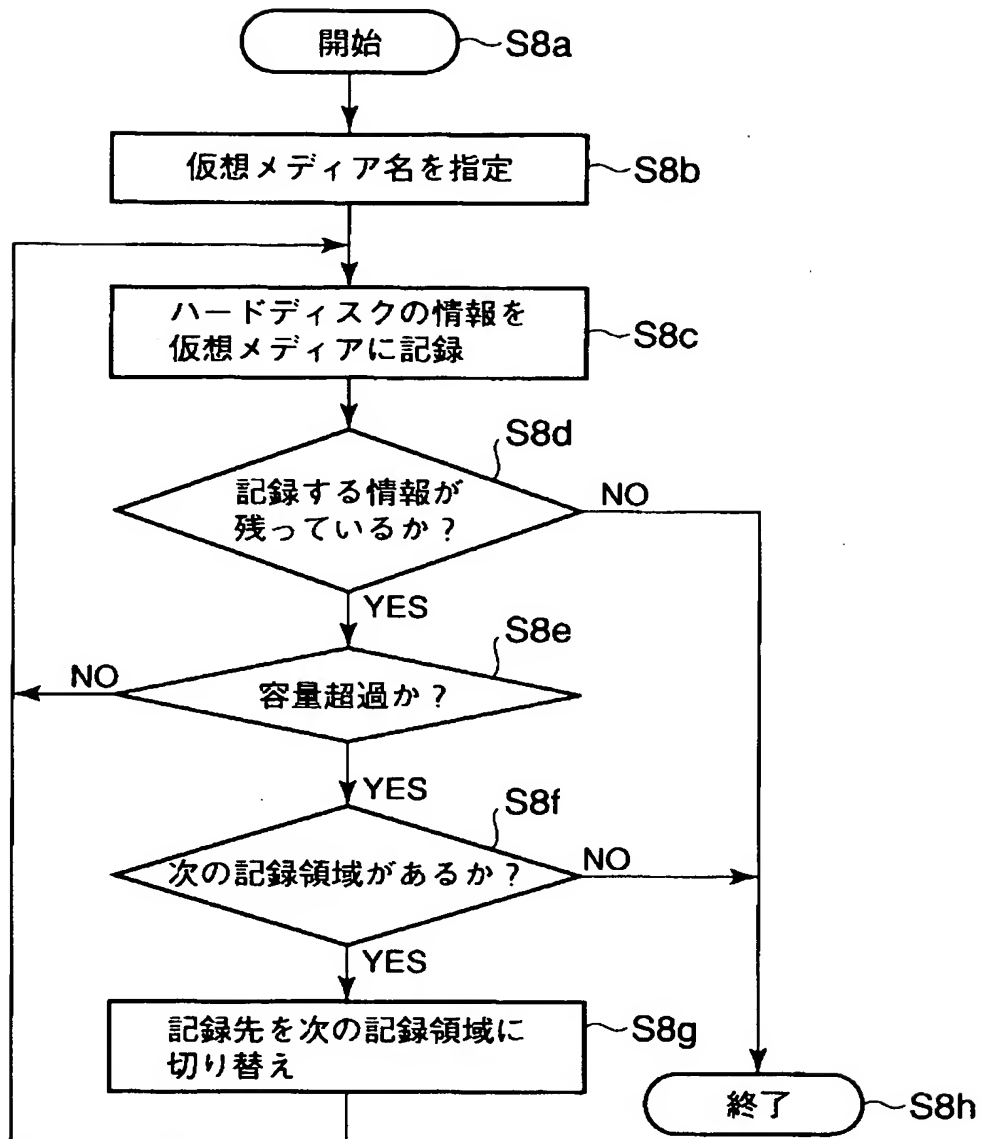 開始
S8a
仮想メディア名を指定
S8b
ハードディスクの情報を
仮想メディアに記録
S8c
S8d
記録する情報が
残っているか？
NO
YES
S8e
NO
容量超過か？
YES
S8f
次の記録領域があるか？
NO
YES
記録先を次の記録領域に
切り替え
S8g
終了
S8h